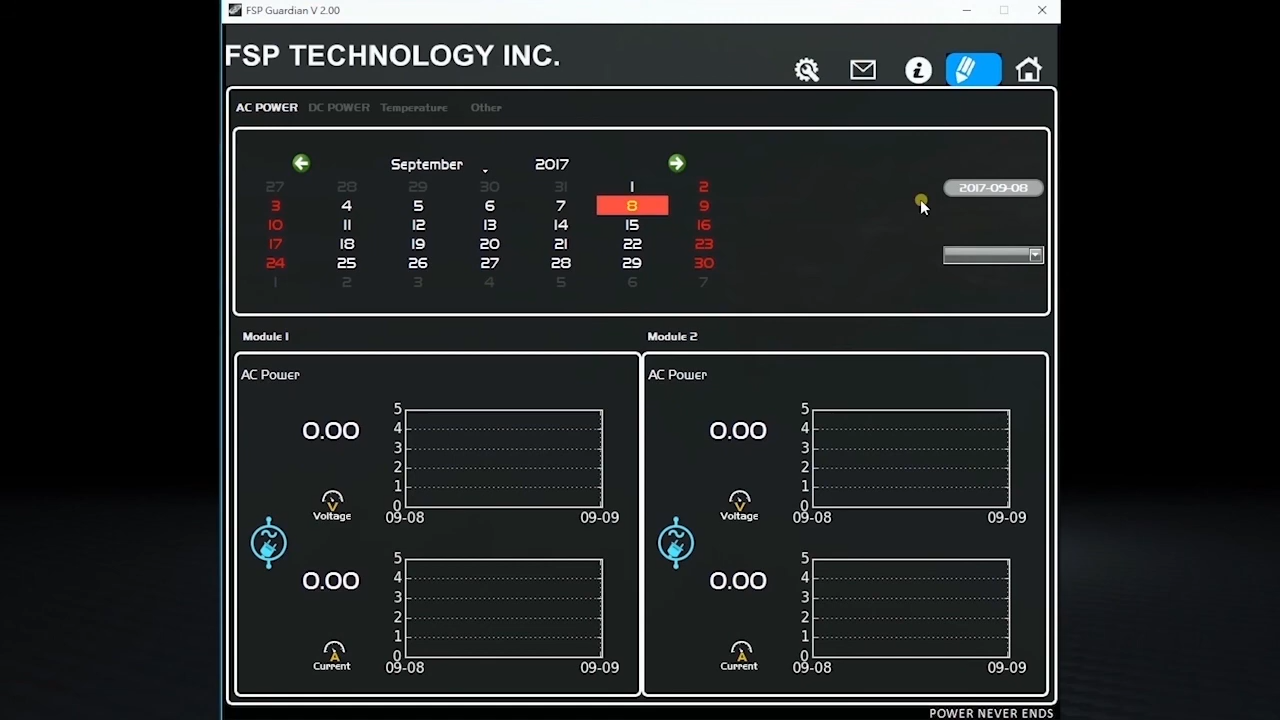 FSP Guardian V 2.00
FSP TECHNOLOGY INC.
AC POWER DC POWER Temperature Other
September 2017
27 28 29 30 31 1 2
3 4 5 6 7 8 9
10 11 12 13 14 15 16
17 18 19 20 21 22 23
24 25 26 27 28 29 30
1 2 3 4 5 6 7
2017-09-08
Module 1
AC Power
0.00
Voltage
5
4
3
2
1
0
09-08 09-09
0.00
Current
5
4
3
2
1
0
09-08 09-09
Module 2
AC Power
0.00
Voltage
5
4
3
2
1
0
09-08 09-09
0.00
Current
5
4
3
2
1
0
09-08 09-09
POWER NEVER ENDS